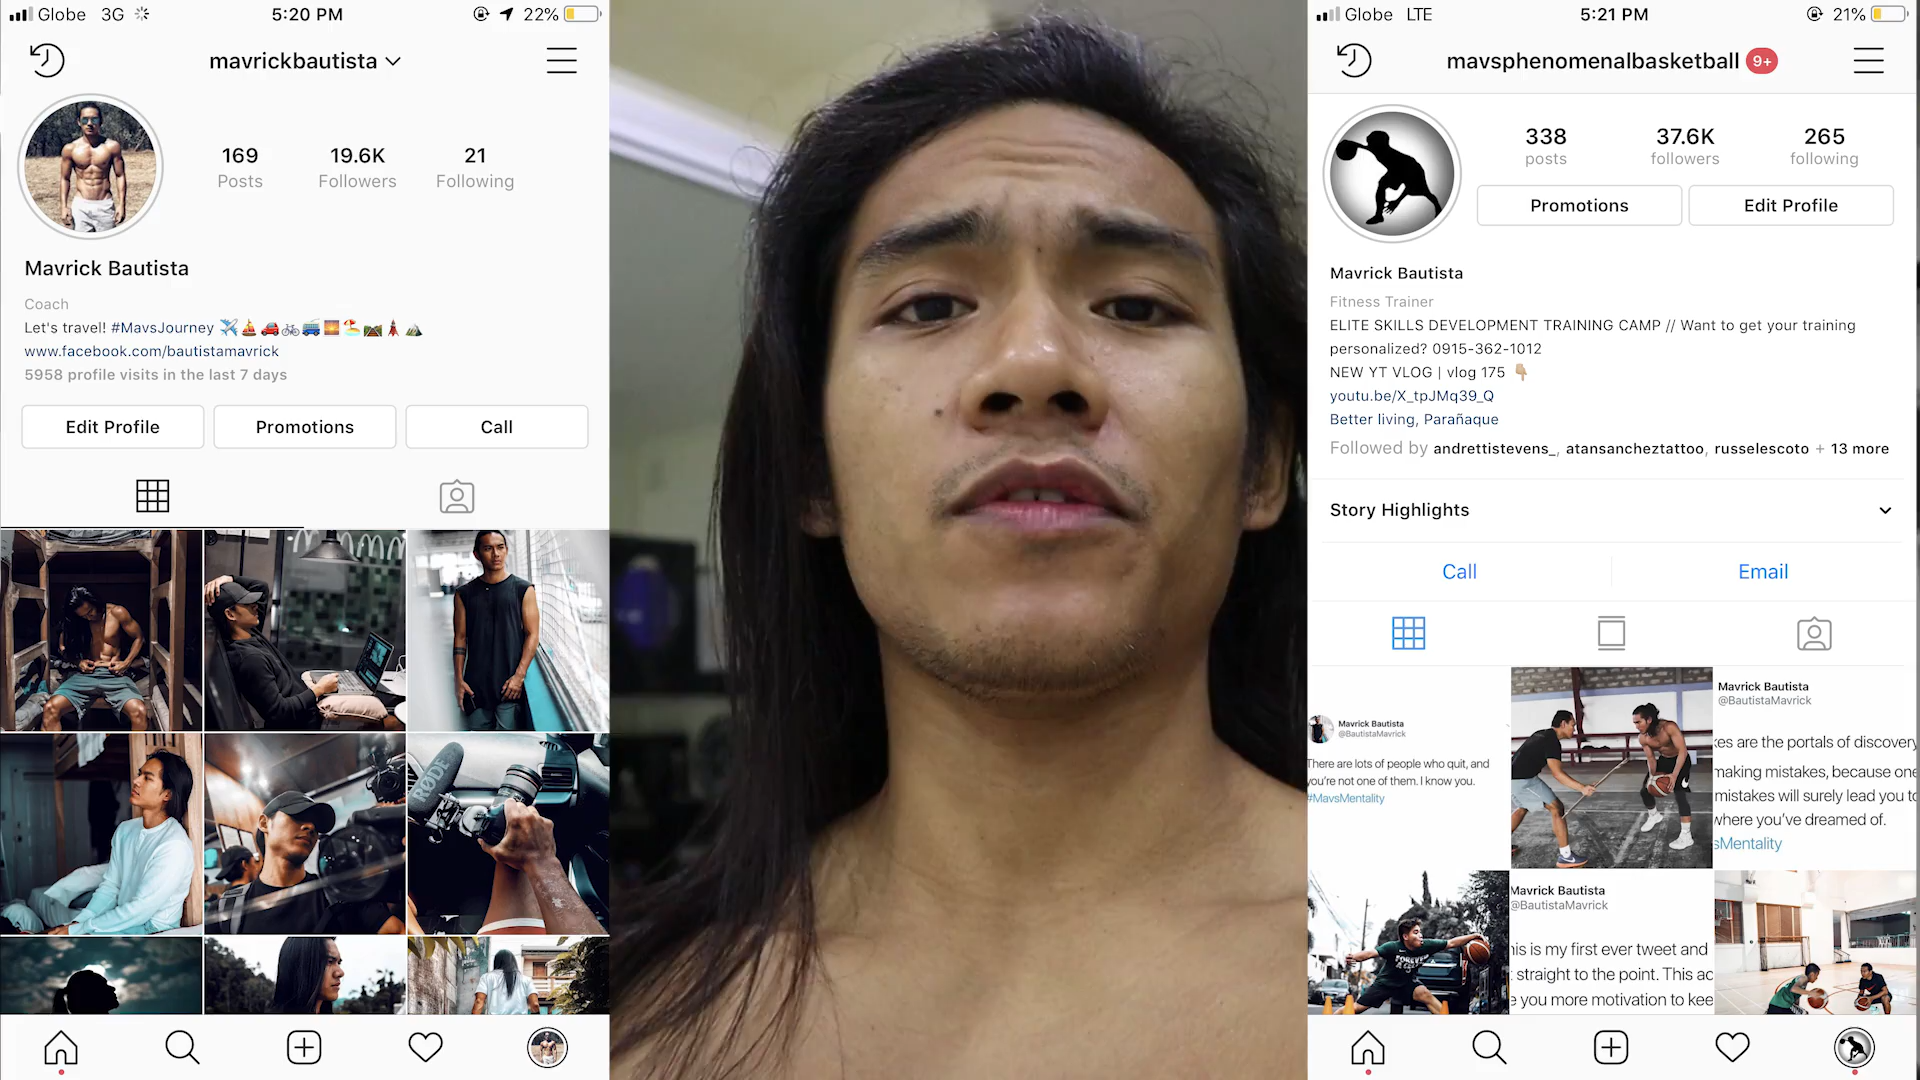 Globe 3G 5:20 PM 22%
mavrickbautista
169 19.6K 21
Posts Followers Following
Mavrick Bautista
Coach
Let's travel! #MavsJourney ✈️⛵🚗🚲🚎🌅🏖🛤🗼⛰
www.facebook.com/bautistamavrick
5958 profile visits in the last 7 days
Edit Profile Promotions Call
RØDE
Globe LTE 5:21 PM 21%
mavsphenomenalbasketball 9+
338 37.6K 265
posts followers following
Promotions Edit Profile
Mavrick Bautista
Fitness Trainer
ELITE SKILLS DEVELOPMENT TRAINING CAMP // Want to get your training
personalized? 0915-362-1012
NEW YT VLOG | vlog 175 👇🏼
youtu.be/X_tpJMq39_Q
Better living, Parañaque
Followed by andrettistevens_, atansancheztattoo, russelescoto + 13 more
Story Highlights
Call Email
Mavrick Bautista
@BautistaMavrick
There are lots of people who quit, and
you're not one of them. I know you.
#MavsMentality
Mavrick Bautista
@BautistaMavrick
kes are the portals of discovery
making mistakes, because one
mistakes will surely lead you to
where you've dreamed of.
sMentality
Mavrick Bautista
@BautistaMavrick
his is my first ever tweet and
straight to the point. This ac
e you more motivation to kee